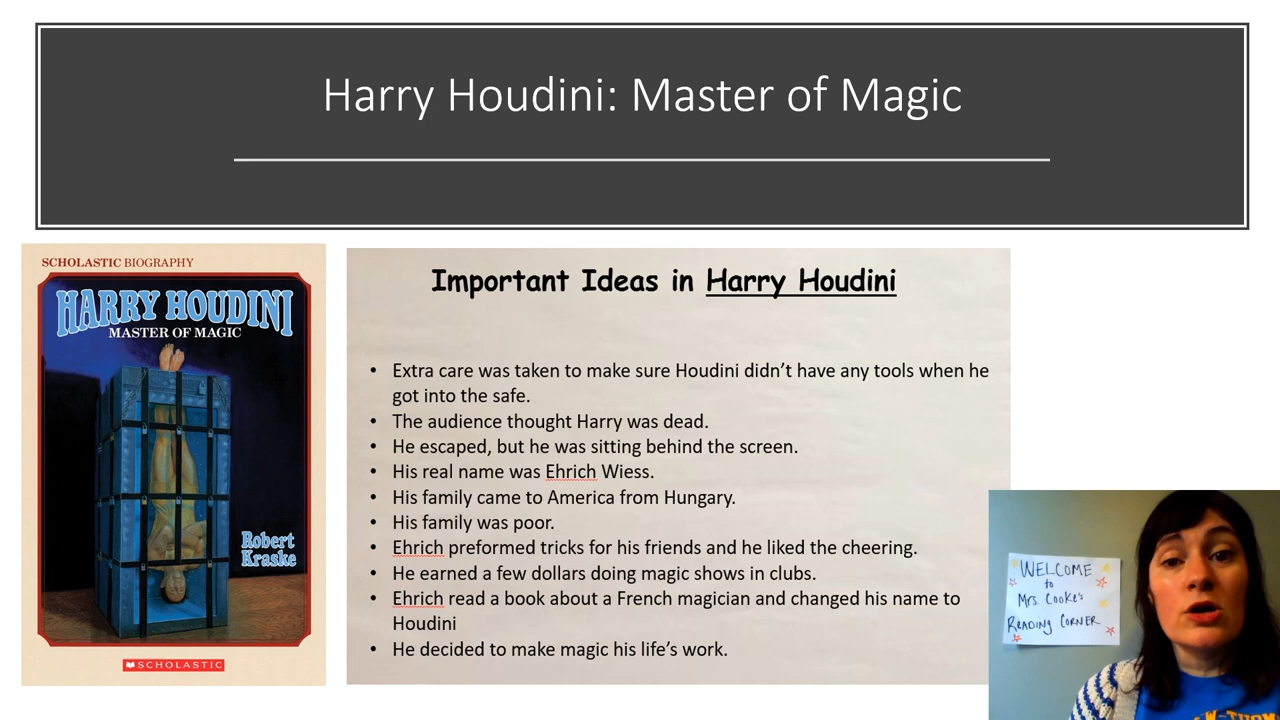 Harry Houdini: Master of Magic
SCHOLASTIC BIOGRAPHY
HARRY HOUDINI
MASTER OF MAGIC
Robert
Kraske
SCHOLASTIC
Important Ideas in Harry Houdini
• Extra care was taken to make sure Houdini didn't have any tools when he
got into the safe.
• The audience thought Harry was dead.
• He escaped, but he was sitting behind the screen.
• His real name was Ehrich Wiess.
• His family came to America from Hungary.
• His family was poor.
• Ehrich preformed tricks for his friends and he liked the cheering.
• He earned a few dollars doing magic shows in clubs.
• Ehrich read a book about a French magician and changed his name to
Houdini
• He decided to make magic his life's work.
WELCOME
to
Mrs. Cooke's
READING CORNER